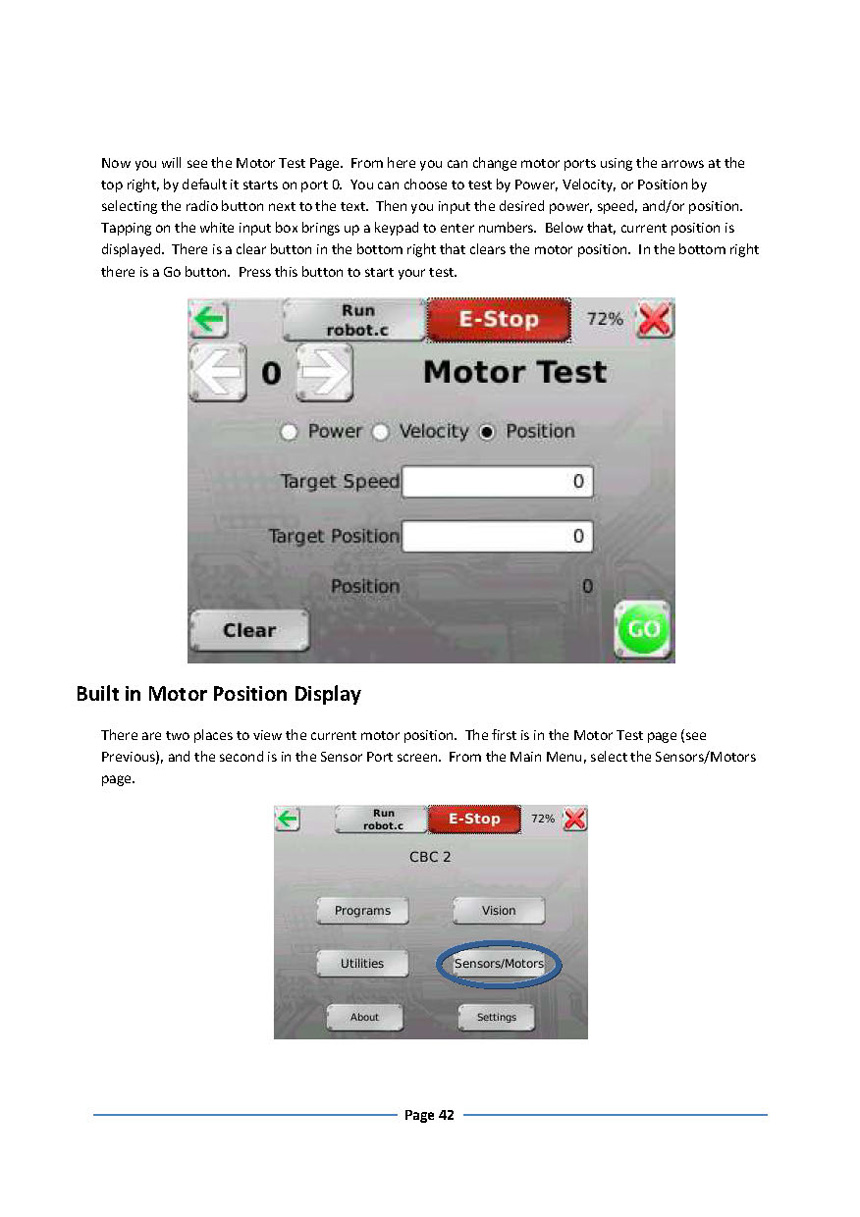 Now you will see the Motor Test Page.  From here you can change motor ports using the arrows at the
top right, by default it starts on port 0.  You can choose to test by Power, Velocity, or Position by
selecting the radio button next to the text.  Then you input the desired power, speed, and/or position.
Tapping on the white input box brings up a keypad to enter numbers.  Below that, current position is
displayed.  There is a clear button in the bottom right that clears the motor position.  In the bottom right
there is a Go button.  Press this button to start your test.
Run
robot.c
E-Stop
72%
0
Motor Test
Power
Velocity
Position
Target Speed
0
Target Position
0
Position
0
Clear
GO
Built in Motor Position Display
There are two places to view the current motor position.  The first is in the Motor Test page (see
Previous), and the second is in the Sensor Port screen.  From the Main Menu, select the Sensors/Motors
page.
Run
robot.c
E-Stop
72%
CBC 2
Programs
Vision
Utilities
Sensors/Motors
About
Settings
Page 42